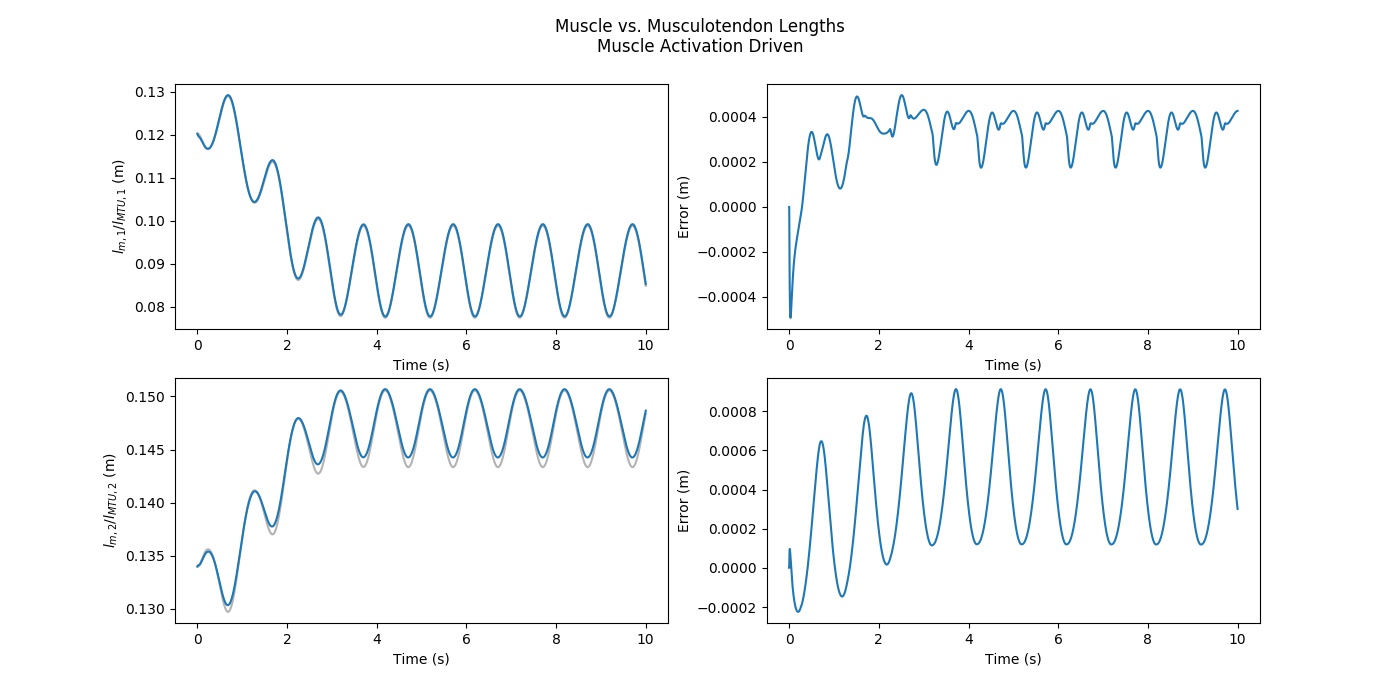 Muscle vs. Musculotendon Lengths
Muscle Activation Driven
0.13
0.12
0.11
0.10
0.09
0.08
l_{m,1}/l_{MTU,1} (m)
0 2 4 6 8 10
Time (s)
0.0004
0.0002
0.0000
−0.0002
−0.0004
Error (m)
0 2 4 6 8 10
Time (s)
0.150
0.145
0.140
0.135
0.130
l_{m,2}/l_{MTU,2} (m)
0 2 4 6 8 10
Time (s)
0.0008
0.0006
0.0004
0.0002
0.0000
−0.0002
Error (m)
0 2 4 6 8 10
Time (s)